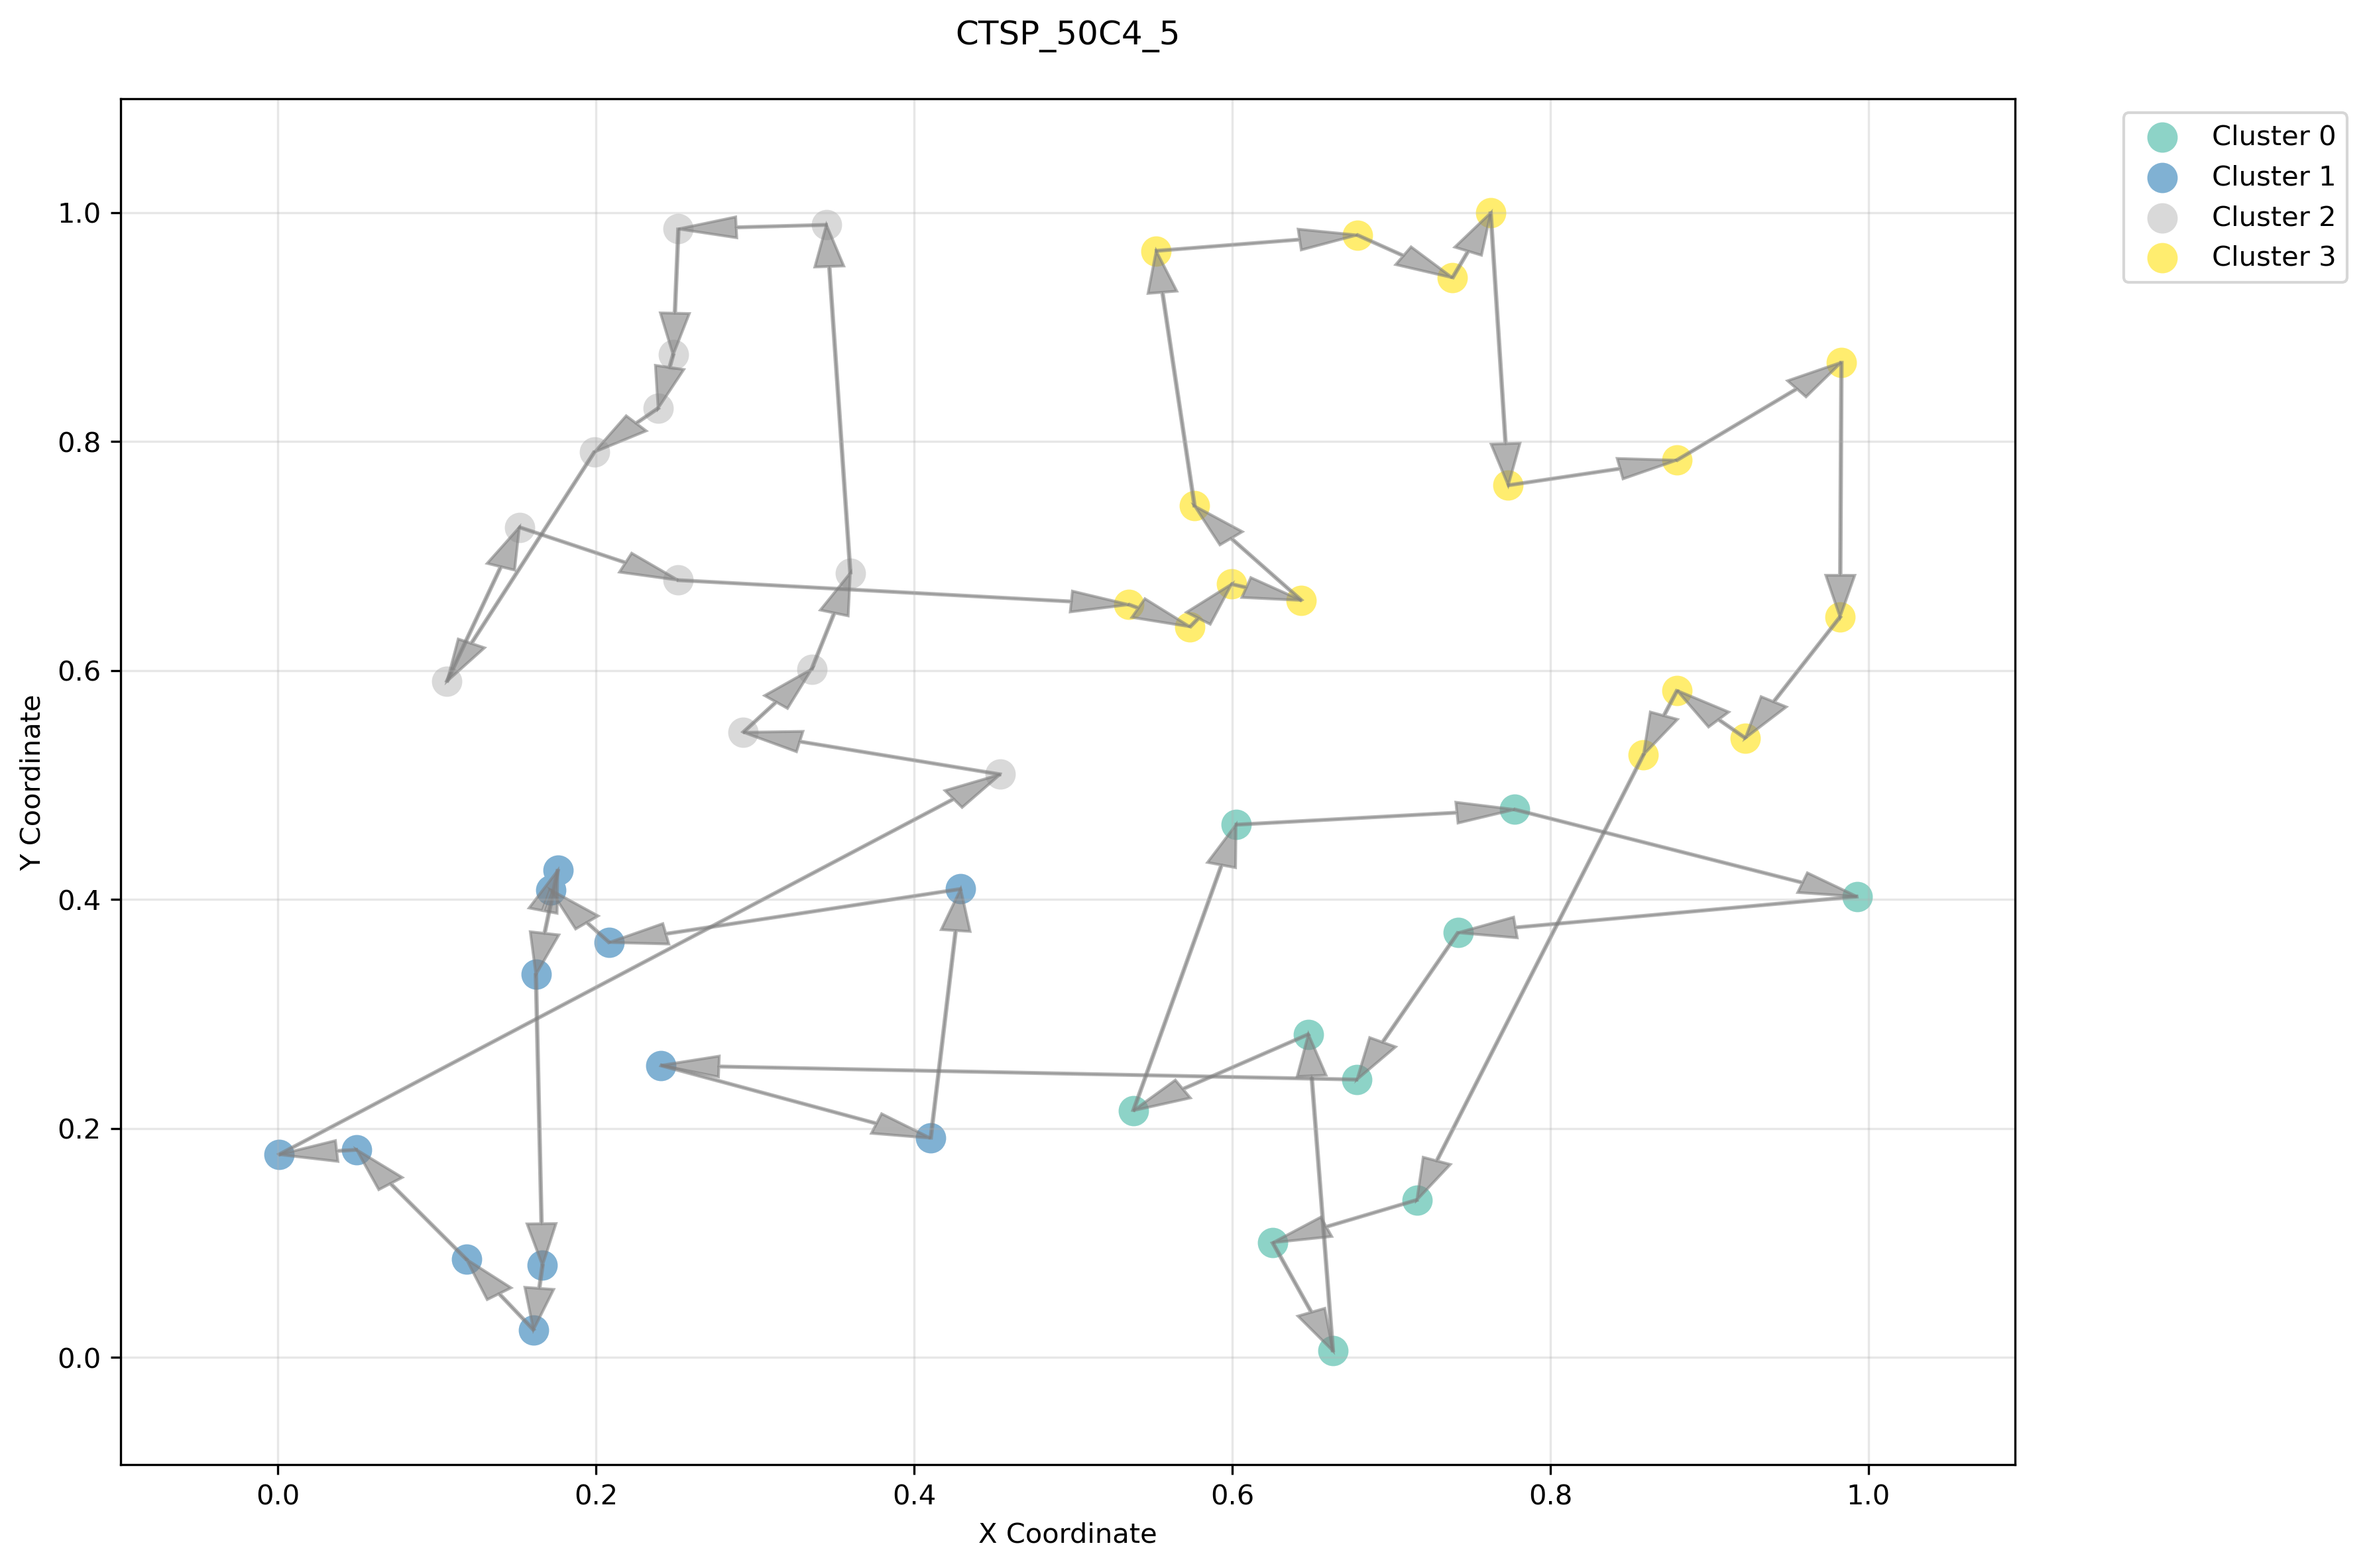 CTSP_50C4_5
Cluster 0
Cluster 1
Cluster 2
Cluster 3
Y Coordinate
1.0
0.8
0.6
0.4
0.2
0.0
0.0 0.2 0.4 0.6 0.8 1.0
X Coordinate